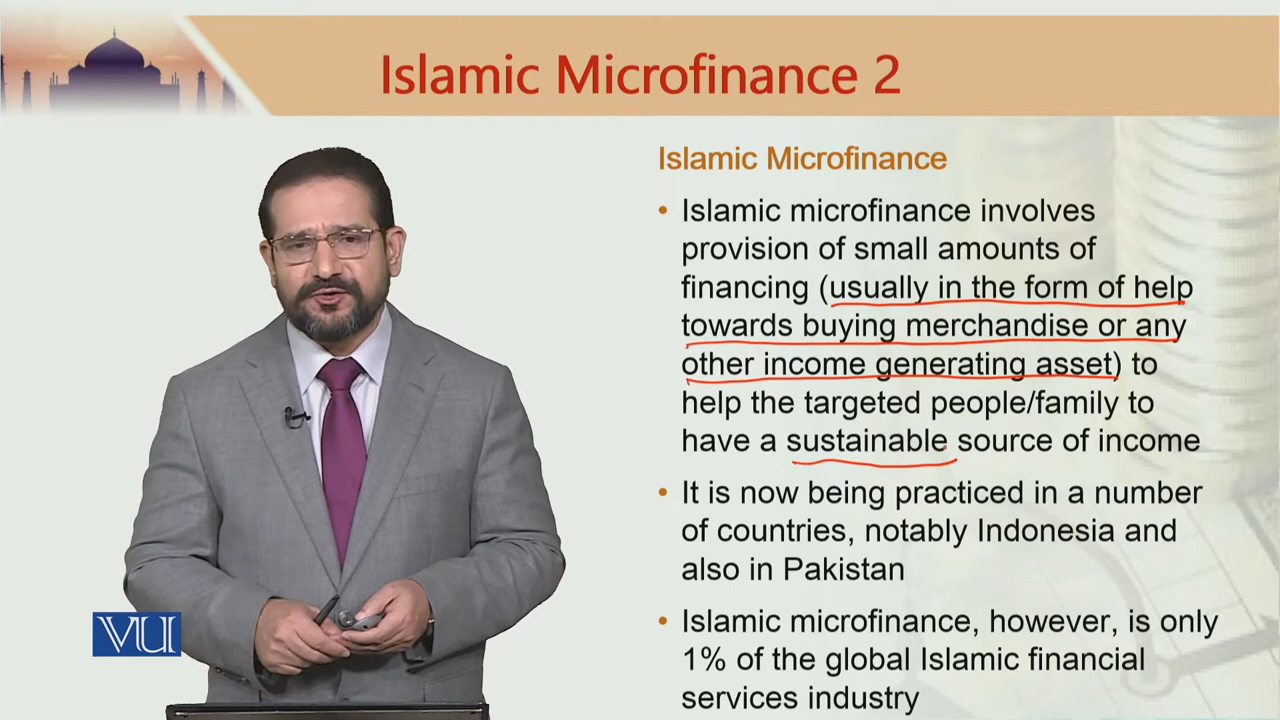 Islamic Microfinance 2
Islamic Microfinance
• Islamic microfinance involves
provision of small amounts of
financing (usually in the form of help
towards buying merchandise or any
other income generating asset) to
help the targeted people/family to
have a sustainable source of income
• It is now being practiced in a number
of countries, notably Indonesia and
also in Pakistan
• Islamic microfinance, however, is only
1% of the global Islamic financial
services industry
VU